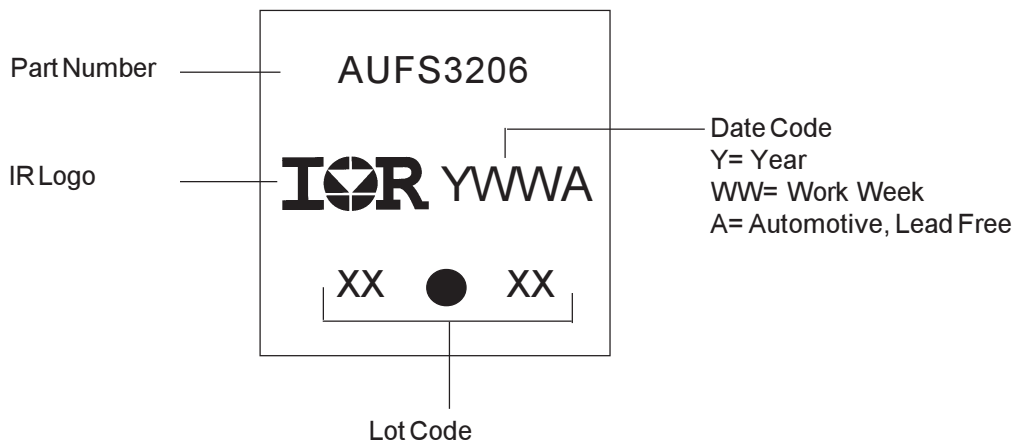 Part Number
AUFS3206
Date Code
Y= Year
WW= Work Week
A= Automotive, Lead Free
IR Logo
IOR YWWA
XX XX
Lot Code